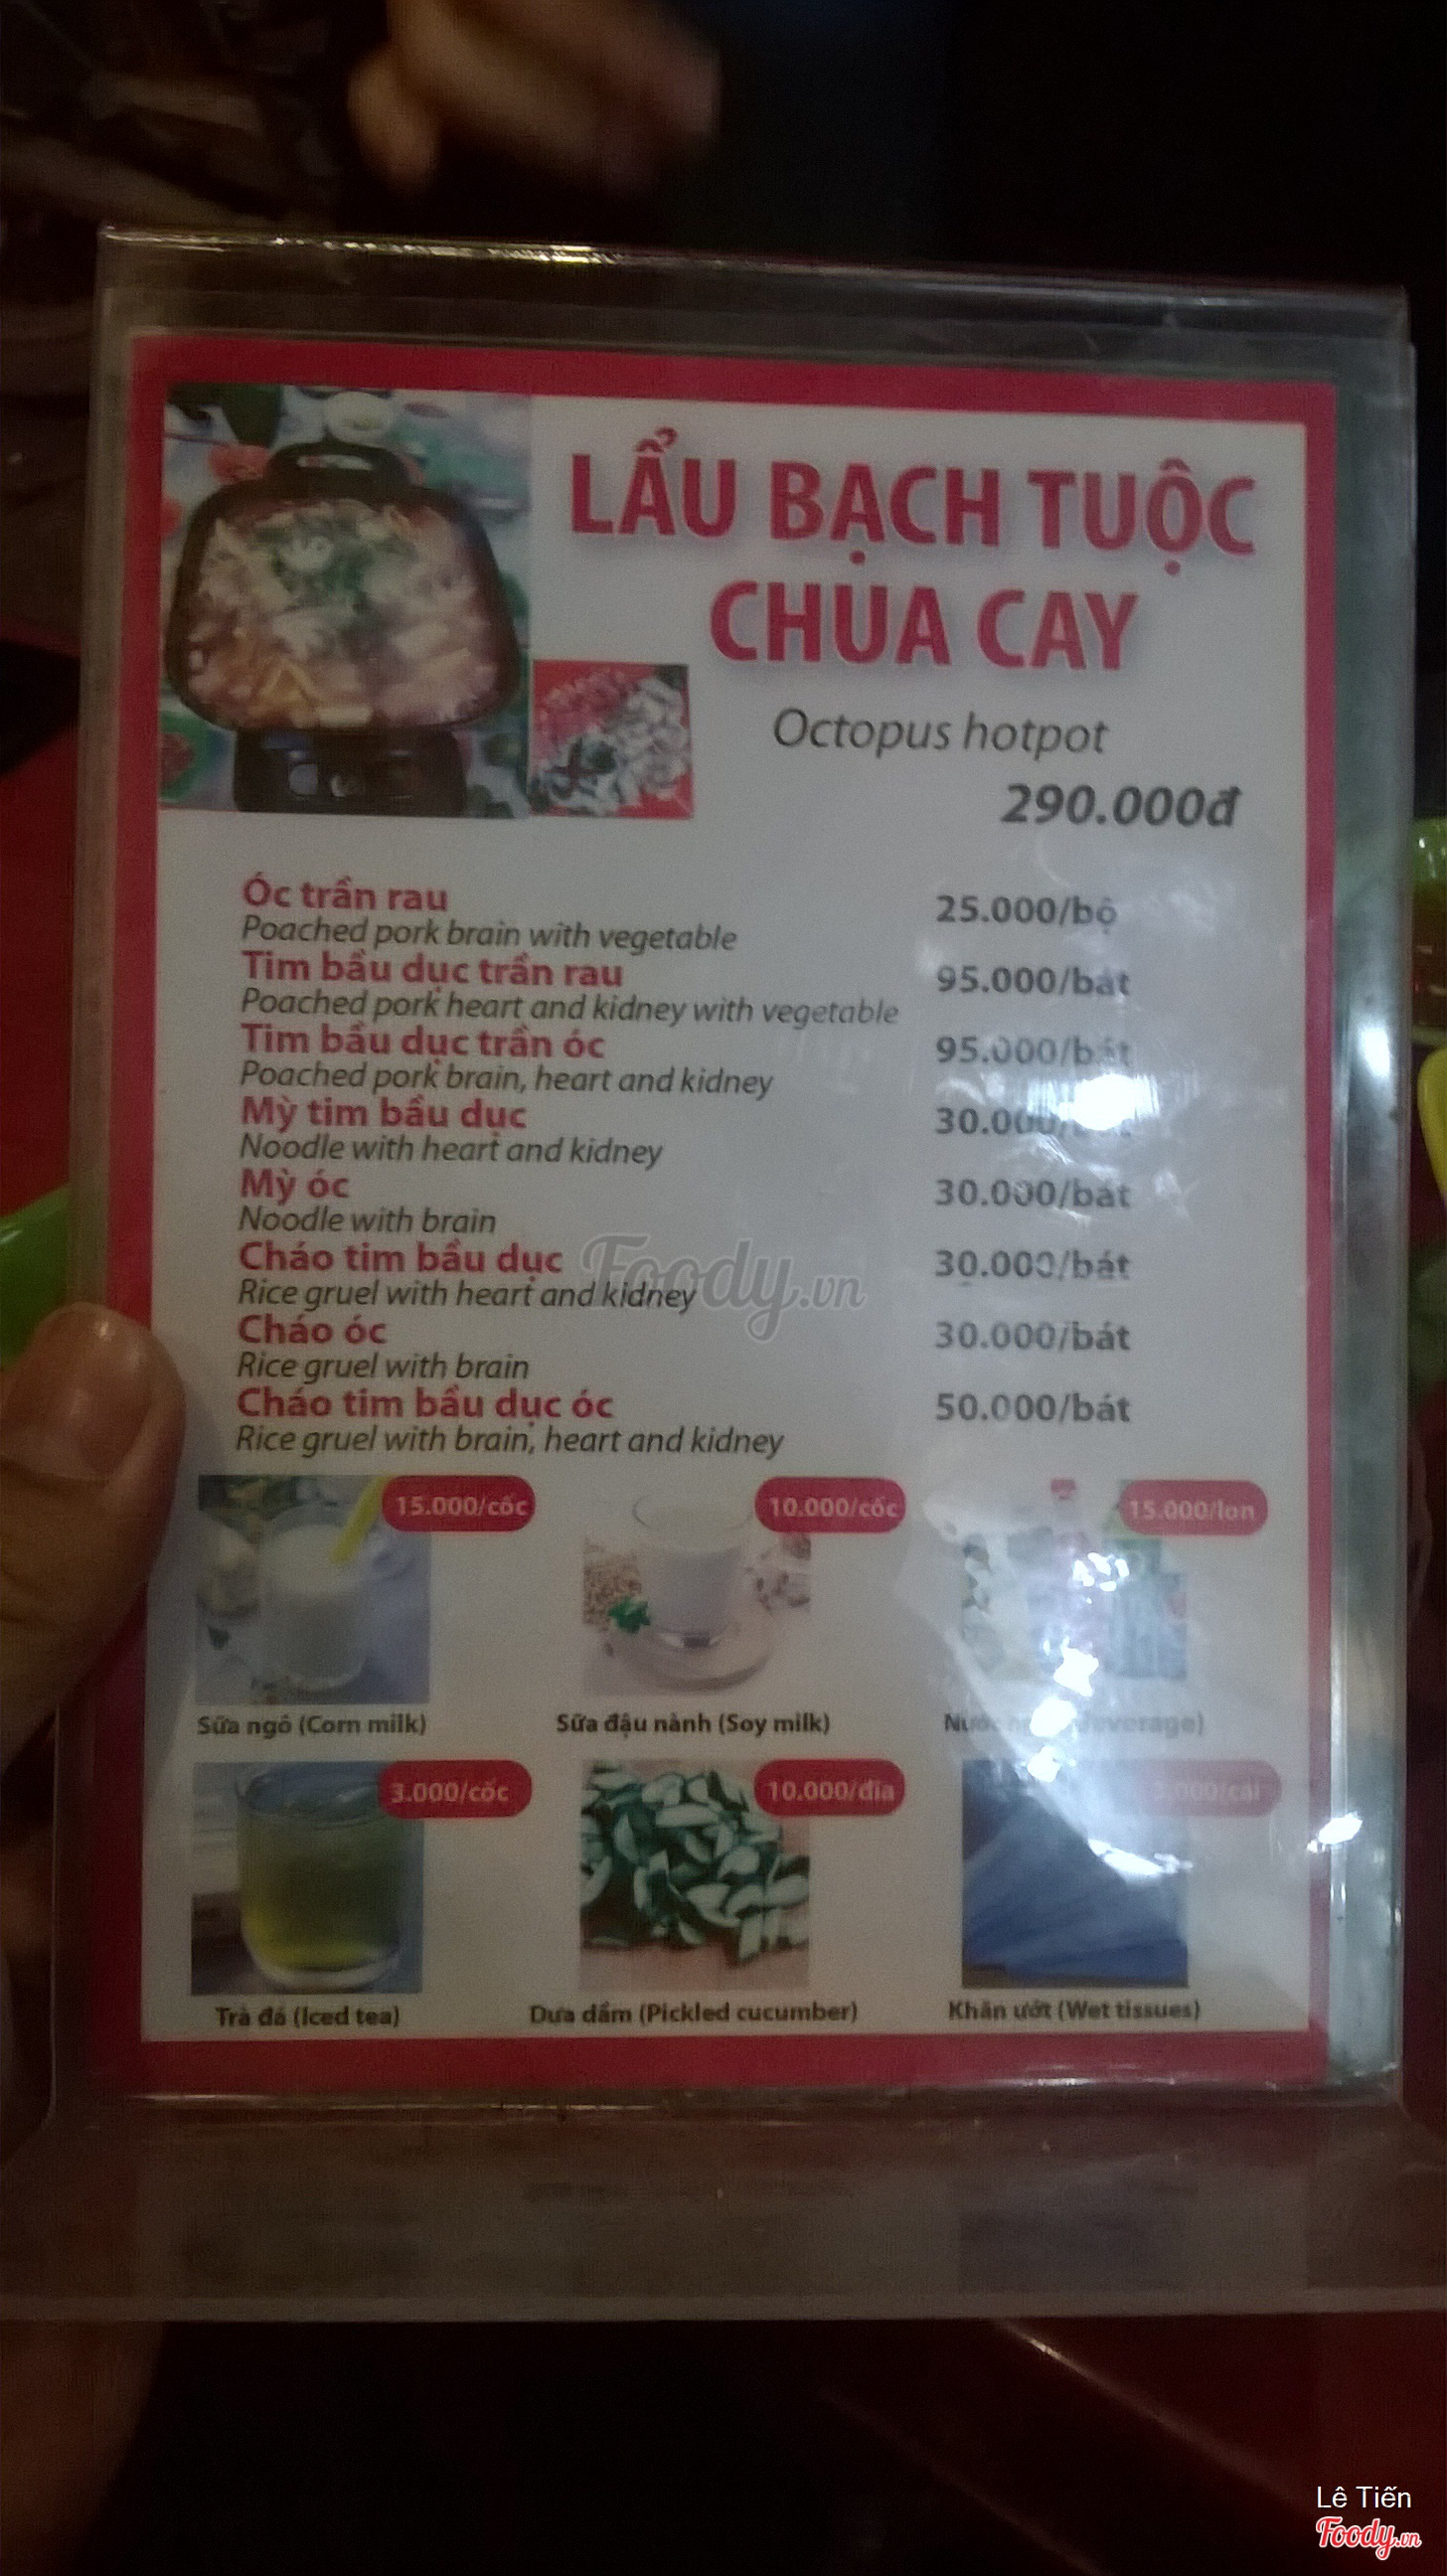 LẨU BẠCH TUỘC
CHUA CAY
Octopus hotpot
290.000đ
Óc trần rau 25.000/bộ
Poached pork brain with vegetable
Tim bầu dục trần rau 95.000/bát
Poached pork heart and kidney with vegetable
Tim bầu dục trần óc 95.000/bát
Poached pork brain, heart and kidney
Mỳ tim bầu dục
Noodle with heart and kidney
Mỳ óc 30.000/bát
Noodle with brain
Cháo tim bầu dục 30.000/bát
Rice gruel with heart and kidney
Cháo óc 30.000/bát
Rice gruel with brain
Cháo tim bầu dục óc 50.000/bát
Rice gruel with brain, heart and kidney
Foody.vn
15.000/cốc 10.000/cốc 15.000/lon
Sữa ngô (Corn milk) Sữa đậu nành (Soy milk)
3.000/cốc 10.000/đĩa
Trà đá (Iced tea) Dưa dầm (Pickled cucumber) Khăn ướt (Wet tissues)
Lê Tiến
Foody.vn